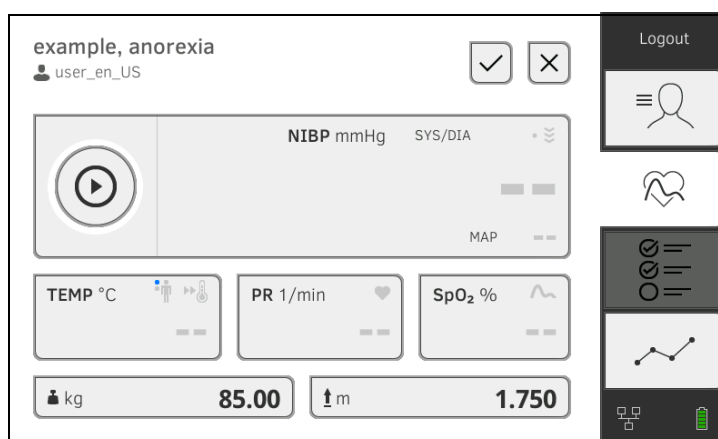 example, anorexia
Logout
user_en_US
NIBP mmHg SYS/DIA
-- --
MAP --
TEMP °C
--
PR 1/min
--
SpO₂ %
--
kg 85.00
m 1.750